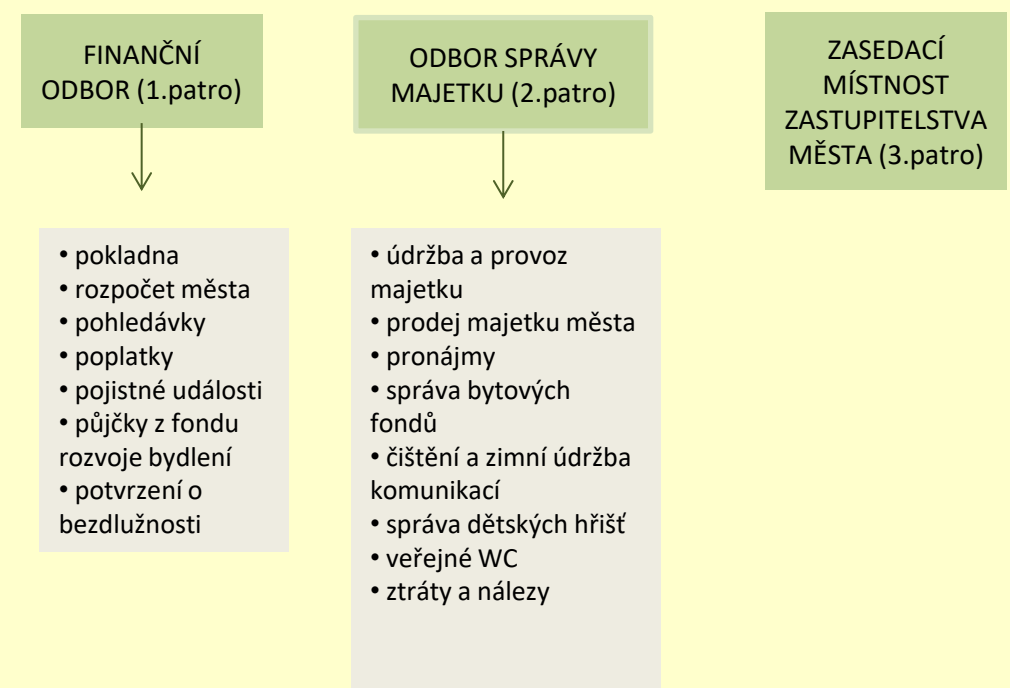 FINANČNÍ
ODBOR (1.patro)
• pokladna
• rozpočet města
• pohledávky
• poplatky
• pojistné události
• půjčky z fondu
rozvoje bydlení
• potvrzení o
bezdlužnosti
ODBOR SPRÁVY
MAJETKU (2.patro)
• údržba a provoz
majetku
• prodej majetku města
• pronájmy
• správa bytových
fondů
• čištění a zimní údržba
komunikací
• správa dětských hřišť
• veřejné WC
• ztráty a nálezy
ZASEDACÍ
MÍSTNOST
ZASTUPITELSTVA
MĚSTA (3.patro)